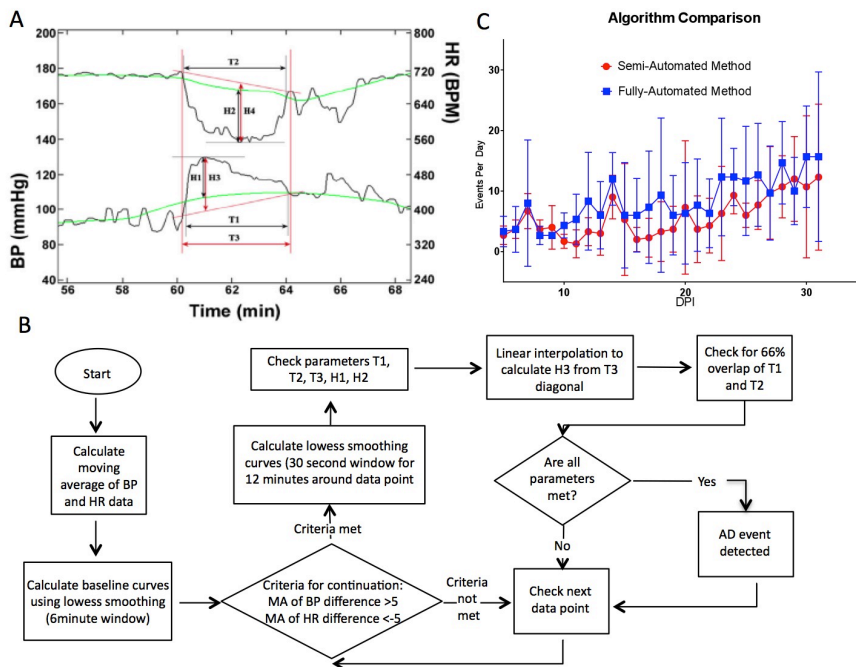 A
200
180
160
140
120
100
80
60
40
BP (mmHg)
800
720
640
560
480
400
320
240
HR (BPM)
T2
H2
H4
H1
H3
T1
T3
56
58
60
62
64
66
68
Time (min)
C
Algorithm Comparison
Semi-Automated Method
Fully-Automated Method
30
20
10
0
Events Per Day
10
20
30
DPI
B
Start
Calculate
moving
average of BP
and HR data
Calculate baseline curves
using lowess smoothing
(6minute window)
Criteria for continuation:
MA of BP difference >5
MA of HR difference <-5
Criteria met
Criteria
not
met
Calculate lowess smoothing
curves (30 second window for
12 minutes around data point
Check parameters T1,
T2, T3, H1, H2
Linear interpolation to
calculate H3 from T3
diagonal
Check for 66%
overlap of T1
and T2
Are all
parameters
met?
Yes
No
AD event
detected
Check next
data point